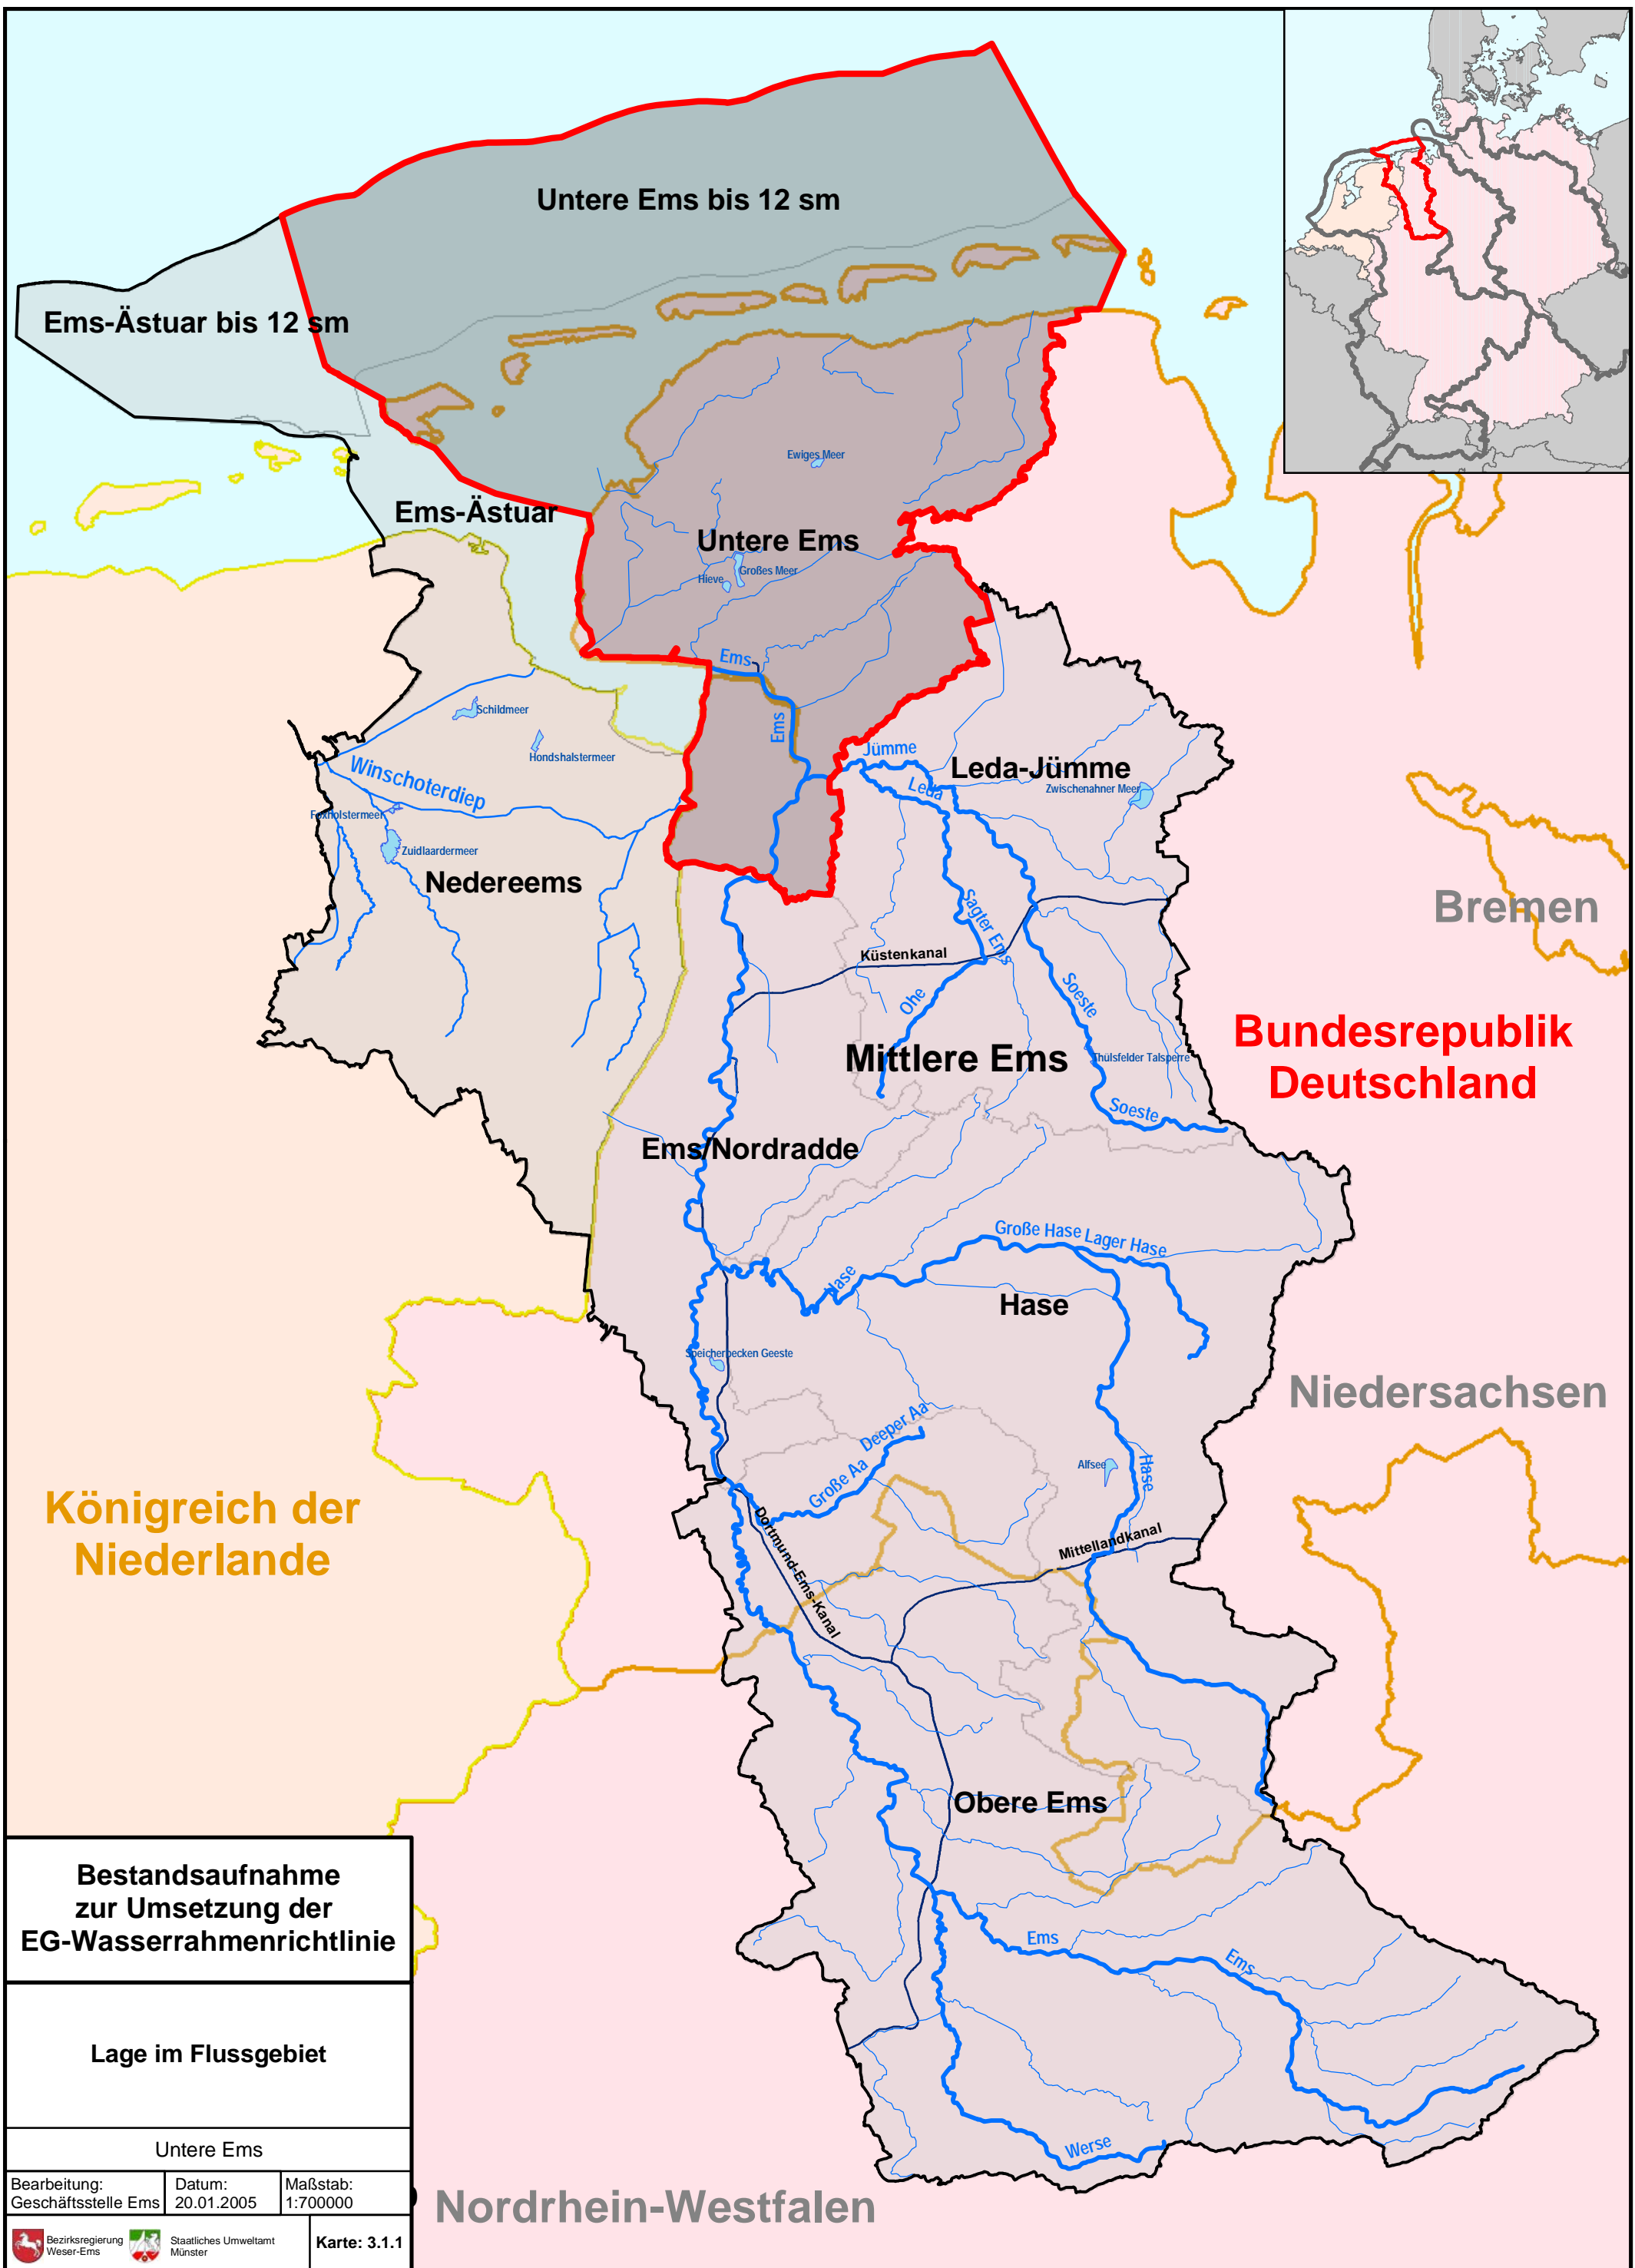 Untere Ems bis 12 sm
Ems-Ästuar bis 12 sm
Ewiges Meer
Ems-Ästuar
Untere Ems
Großes Meer
Hieve
Ems
Ems
Schildmeer
Hondshalstermeer
Winschoterdiep
Jümme
Leda-Jümme
Leda
Zwischenahner Meer
Foxholstermeer
Zuidlaardermeer
Nedereems
Bremen
Sagter Ems
Küstenkanal
Ohe
Soeste
Bundesrepublik
Deutschland
Mittlere Ems
Thülsfelder Talsperre
Soeste
Ems/Nordradde
Große Hase Lager Hase
Hase
Hase
Speicherbecken Geeste
Niedersachsen
Deeper Aa
Große Aa
Alfsee
Hase
Königreich der
Niederlande
Dortmund-Ems-Kanal
Mittellandkanal
Obere Ems
Ems
Ems
Werse
Nordrhein-Westfalen
Bestandsaufnahme
zur Umsetzung der
EG-Wasserrahmenrichtlinie
Lage im Flussgebiet
Untere Ems
Bearbeitung:
Geschäftsstelle Ems
Datum:
20.01.2005
Maßstab:
1:700000
Bezirksregierung
Weser-Ems
Staatliches Umweltamt
Münster
Karte: 3.1.1